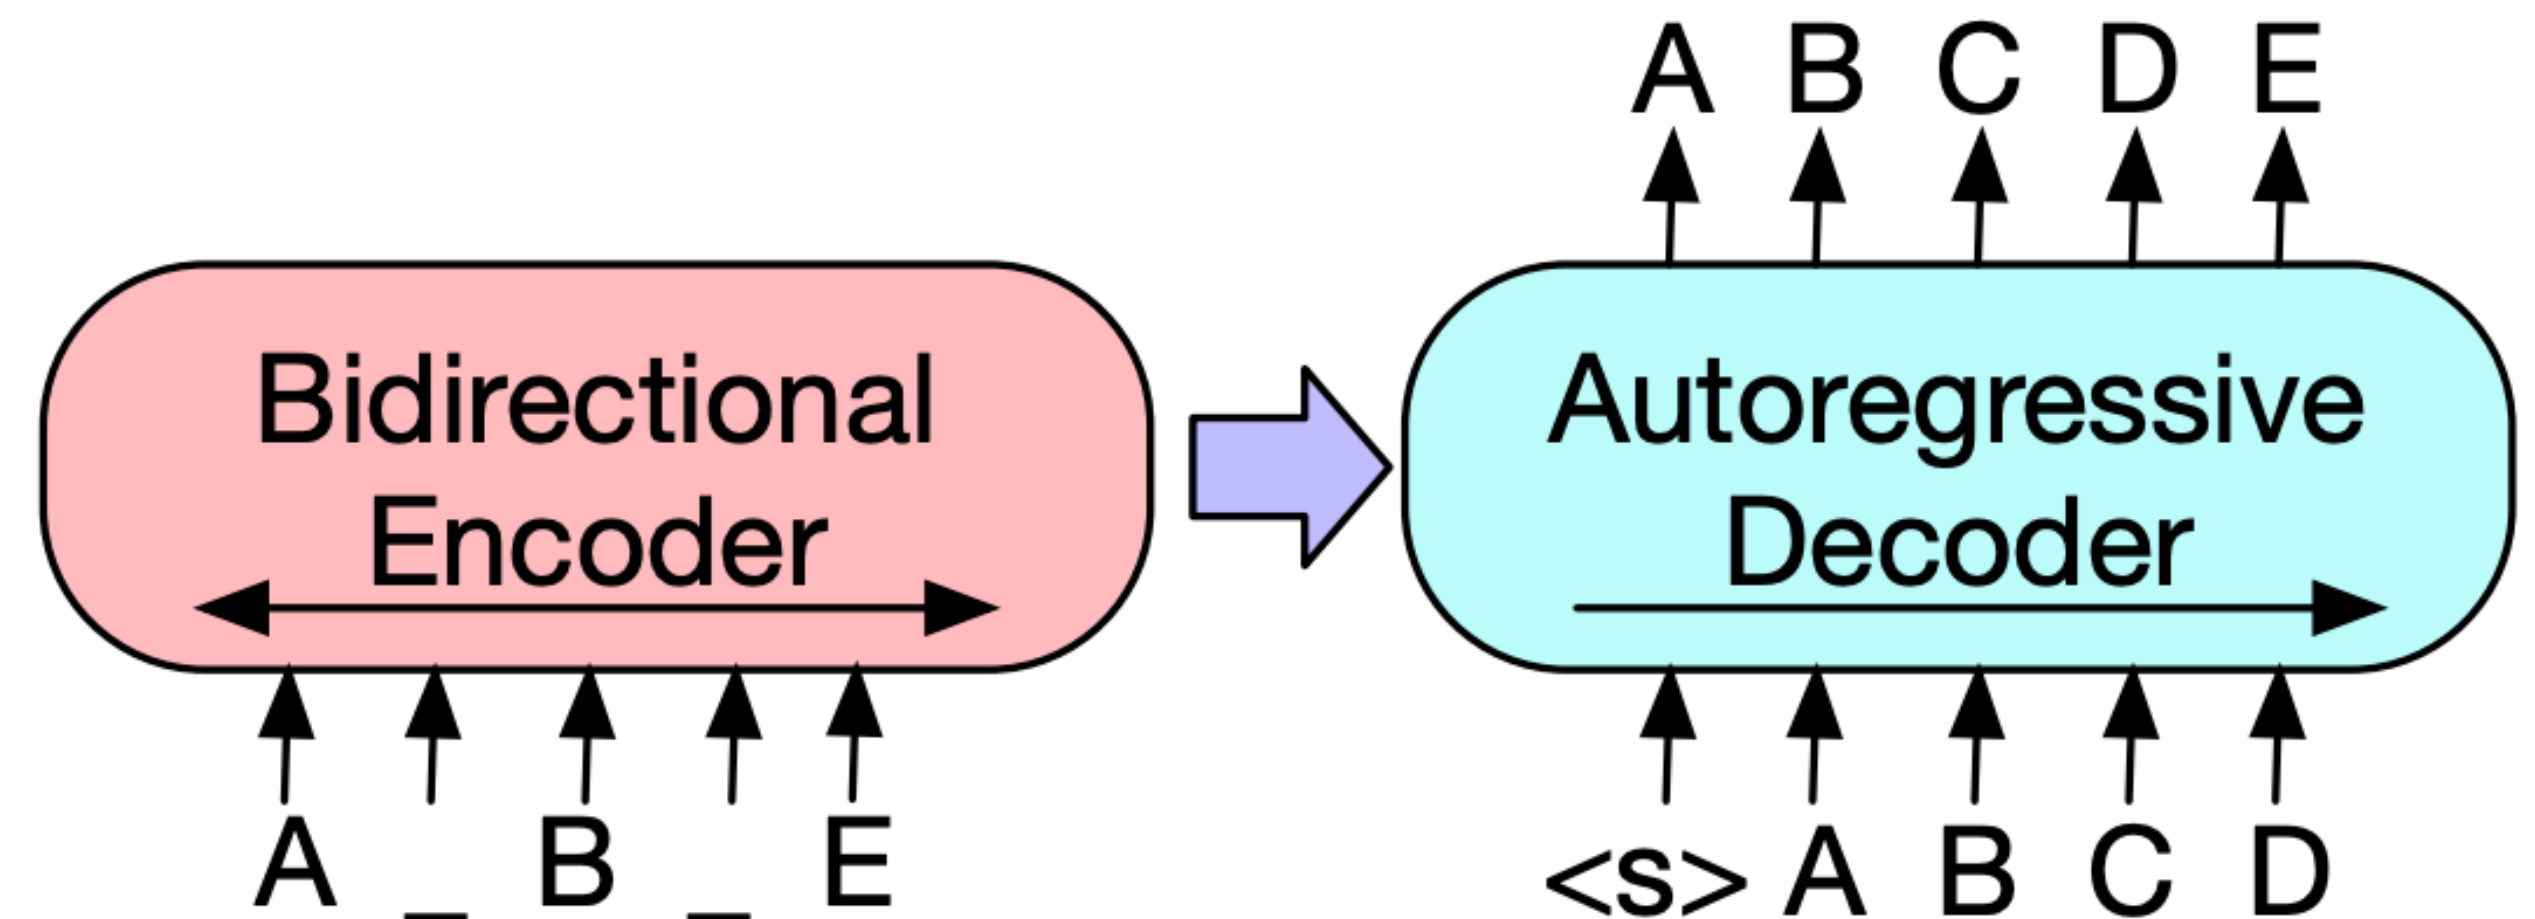 A B C D E
Bidirectional
Encoder
Autoregressive
Decoder
A _ B _ E
<s> A B C D